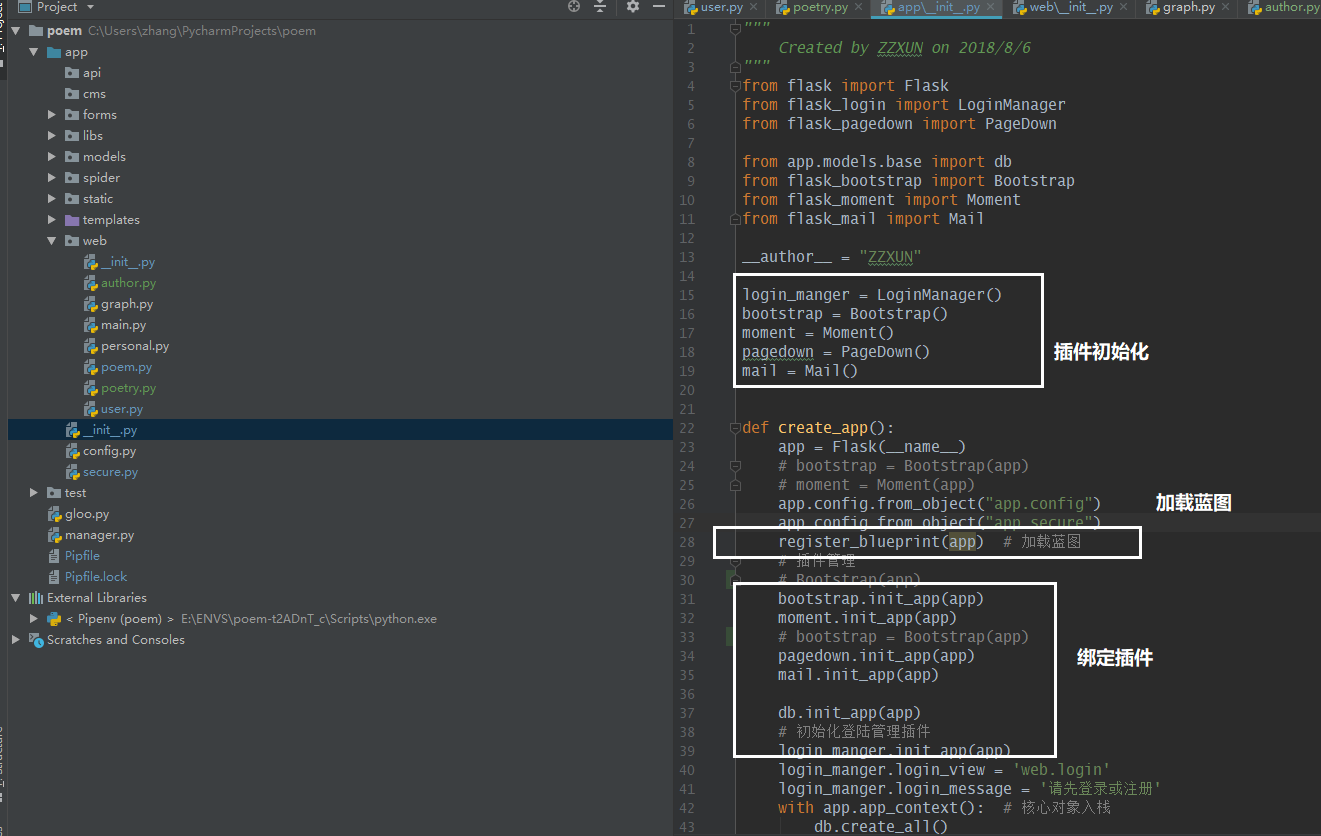 Project
user.py
poetry.py
app\__init__.py
web\__init__.py
graph.py
author.py
poem C:\Users\zhang\PycharmProjects\poem
app
api
cms
forms
libs
models
spider
static
templates
web
__init__.py
author.py
graph.py
main.py
personal.py
poem.py
poetry.py
user.py
__init__.py
config.py
secure.py
test
gloo.py
manager.py
Pipfile
Pipfile.lock
External Libraries
< Pipenv (poem) > E:\ENVS\poem-t2ADnT_c\Scripts\python.exe
Scratches and Consoles
1 """
2 Created by ZZXUN on 2018/8/6
3 """
4 from flask import Flask
5 from flask_login import LoginManager
6 from flask_pagedown import PageDown
7
8 from app.models.base import db
9 from flask_bootstrap import Bootstrap
10 from flask_moment import Moment
11 from flask_mail import Mail
12
13 __author__ = "ZZXUN"
14
15 login_manger = LoginManager()
16 bootstrap = Bootstrap()
17 moment = Moment()
18 pagedown = PageDown()
19 mail = Mail()
插件初始化
20
21
22 def create_app():
23 app = Flask(__name__)
24 # bootstrap = Bootstrap(app)
25 # moment = Moment(app)
26 app.config.from_object("app.config")
加载蓝图
27 app.config.from_object("app.secure")
28 register_blueprint(app) # 加载蓝图
29 # 插件管理
30 # Bootstrap(app)
31 bootstrap.init_app(app)
32 moment.init_app(app)
33 # bootstrap = Bootstrap(app)
34 pagedown.init_app(app)
绑定插件
35 mail.init_app(app)
36
37 db.init_app(app)
38 # 初始化登陆管理插件
39 login_manger.init_app(app)
40 login_manger.login_view = 'web.login'
41 login_manger.login_message = '请先登录或注册'
42 with app.app_context(): # 核心对象入栈
43 db.create_all()